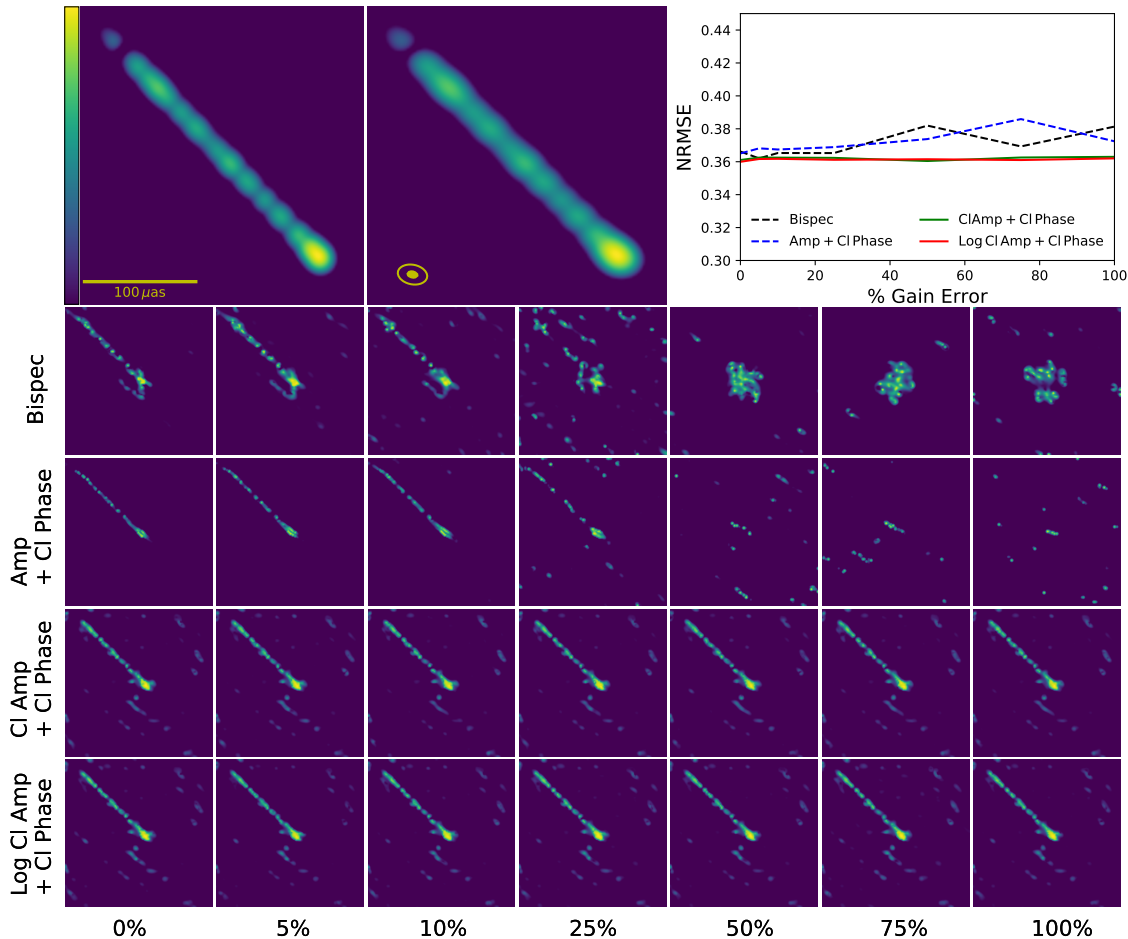 100 μas
NRMSE
0.44
0.42
0.40
0.38
0.36
0.34
0.32
0.30
Bispec
Amp + Cl Phase
ClAmp + Cl Phase
Log Cl Amp + Cl Phase
0
20
40
60
80
100
% Gain Error
Bispec
Amp
+ Cl Phase
Cl Amp
+ Cl Phase
Log Cl Amp
+ Cl Phase
0%
5%
10%
25%
50%
75%
100%